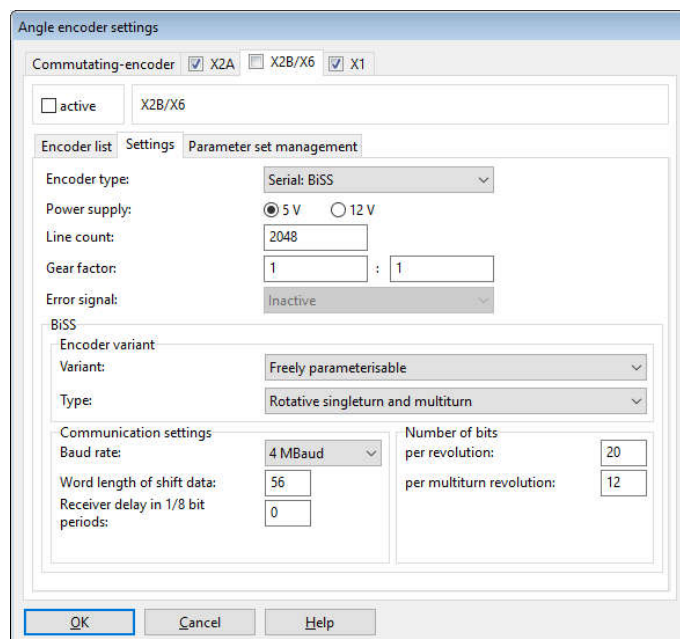 Angle encoder settings
Commutating-encoder X2A X2B/X6 X1
active X2B/X6
Encoder list Settings Parameter set management
Encoder type: Serial: BiSS
Power supply: 5 V 12 V
Line count: 2048
Gear factor: 1 : 1
Error signal: Inactive
BiSS
Encoder variant
Variant: Freely parameterisable
Type: Rotative singleturn and multiturn
Communication settings
Baud rate: 4 MBaud
Word length of shift data: 56
Receiver delay in 1/8 bit
periods: 0
Number of bits
per revolution: 20
per multiturn revolution: 12
OK Cancel Help